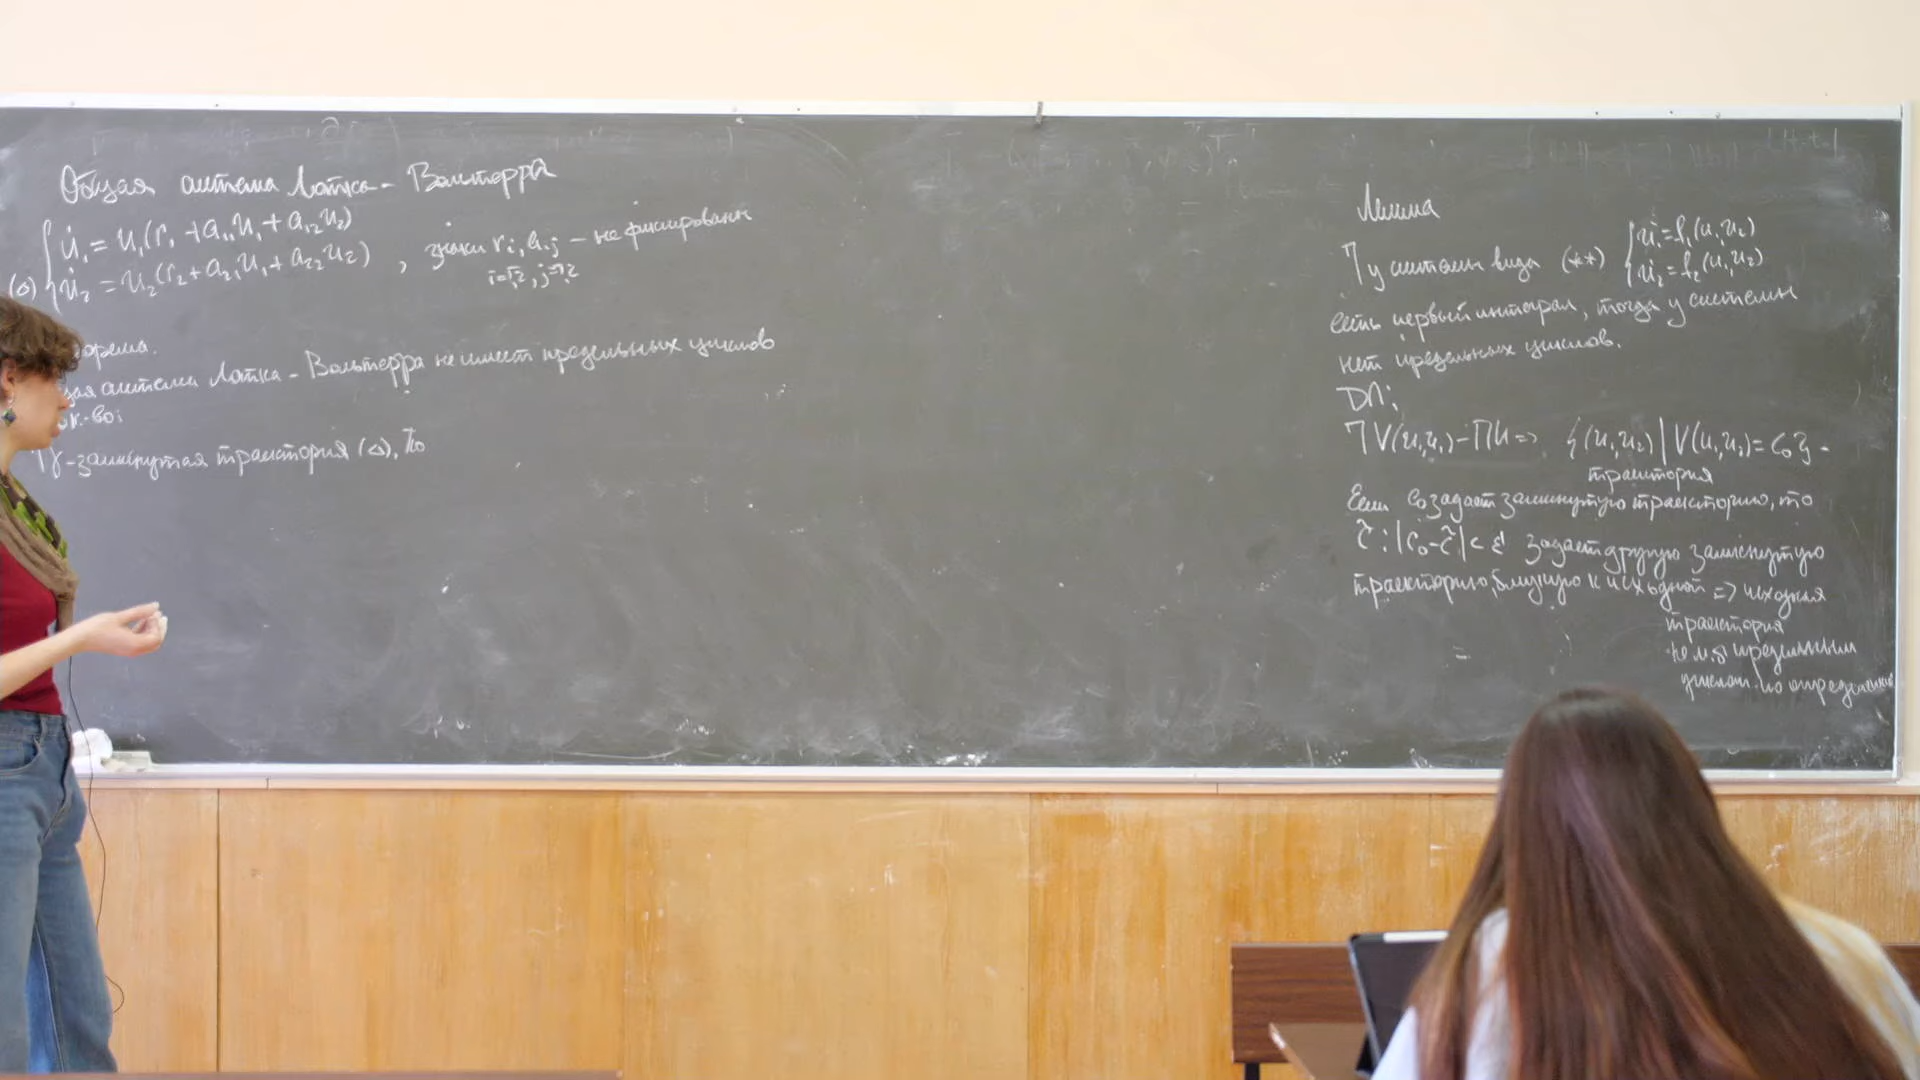 Общая система Лотка-Вольтерра
u̇₁ = u₁(r₁ + a₁₁u₁ + a₁₂u₂)
(△) u̇₂ = u₂(r₂ + a₂₁u₁ + a₂₂u₂) , знаки rᵢ, aᵢⱼ - не фиксированы
i=1,2, j=1,2
орема.
щая система Лотка-Вольтерра не имеет предельных циклов
ок-во:
]γ-замкнутая траектория (△), По
Лемма
] у системы вида (**) { u̇₁=f₁(u₁,u₂)
u̇₂=f₂(u₁,u₂)
есть первый интеграл, тогда у системы
нет предельных циклов.
]V(u₁,u₂)-ПИ => {(u₁,u₂)|V(u₁,u₂)=C₀} -
траектория
Если C₀ задает замкнутую траекторию, то
c̃:|c₀-c̃|<ε задает другую замкнутую
траекторию, близкую к исходной => исходная
траектория
не м.б. предельным
циклом по определению